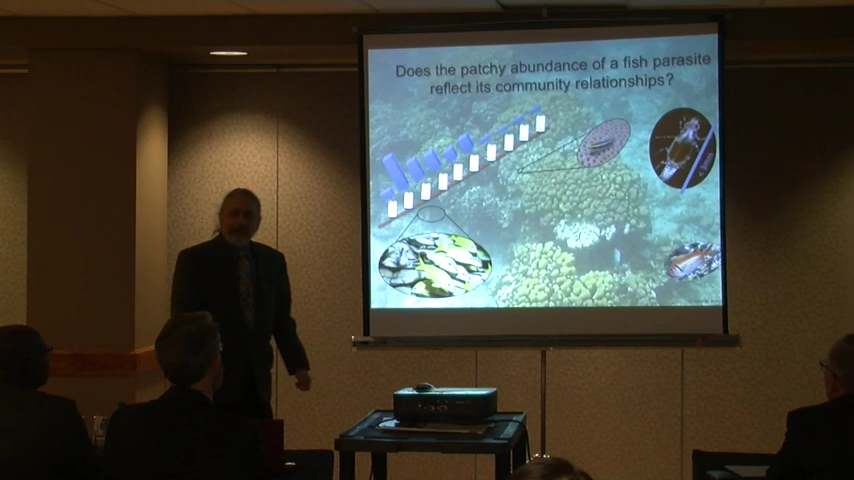 Does the patchy abundance of a fish parasite
reflect its community relationships?